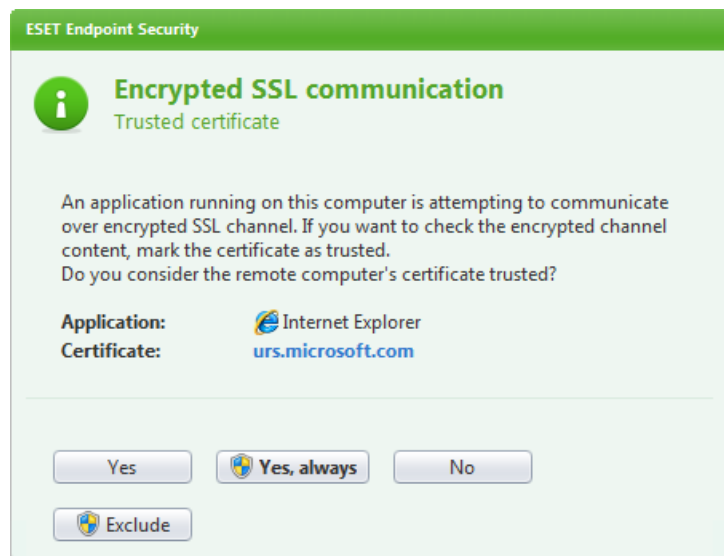 ESET Endpoint Security
Encrypted SSL communication
Trusted certificate
An application running on this computer is attempting to communicate
over encrypted SSL channel. If you want to check the encrypted channel
content, mark the certificate as trusted.
Do you consider the remote computer's certificate trusted?
Application: Internet Explorer
Certificate: urs.microsoft.com
Yes Yes, always No
Exclude